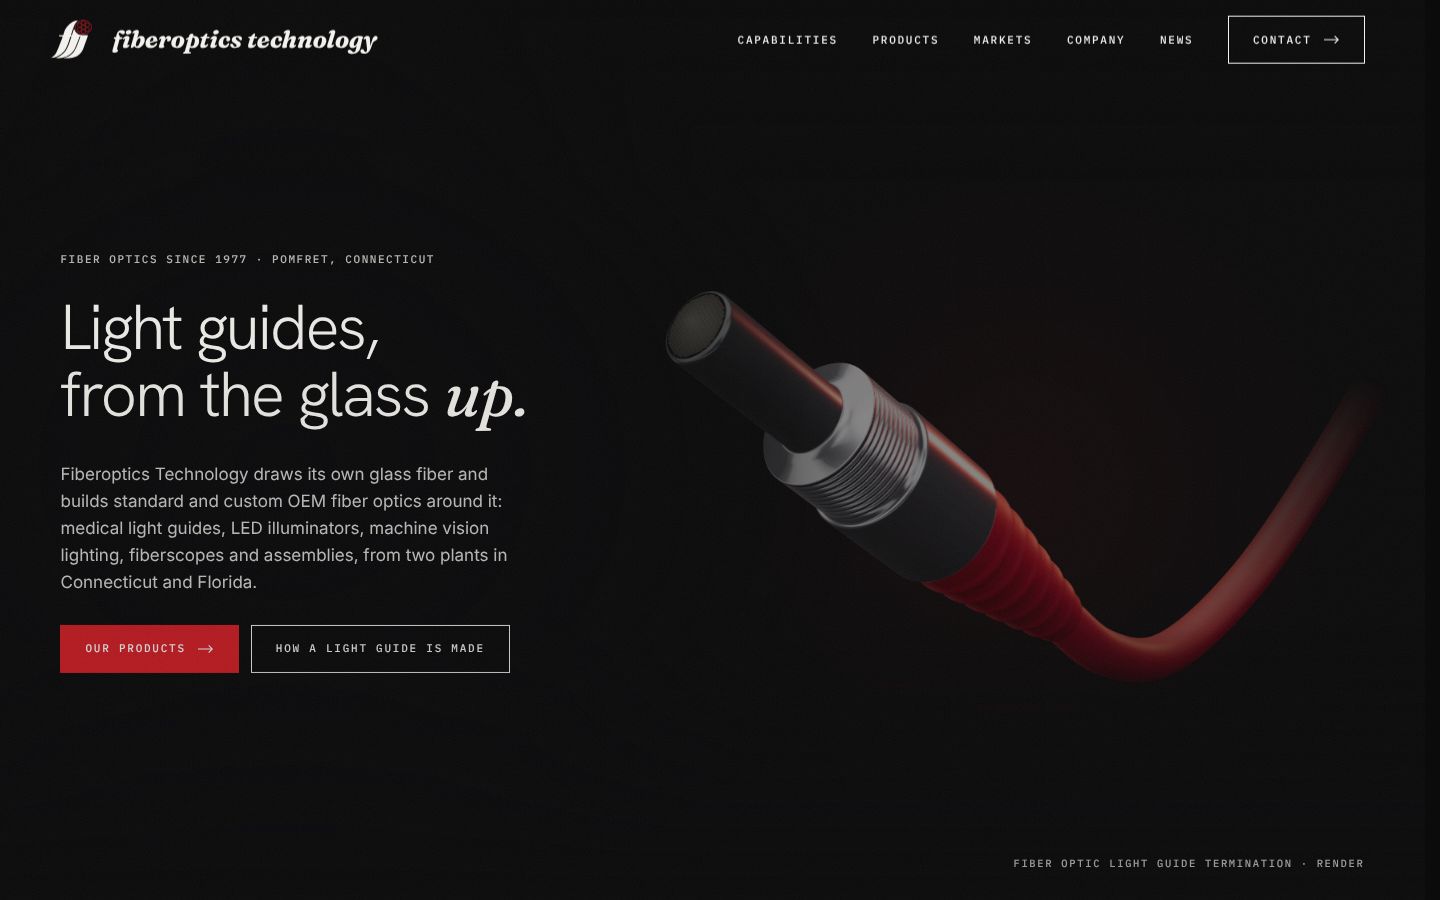 fiberoptics technology
CAPABILITIES PRODUCTS MARKETS COMPANY NEWS CONTACT →
FIBER OPTICS SINCE 1977 · POMFRET, CONNECTICUT
Light guides,
from the glass up.
Fiberoptics Technology draws its own glass fiber and
builds standard and custom OEM fiber optics around it:
medical light guides, LED illuminators, machine vision
lighting, fiberscopes and assemblies, from two plants in
Connecticut and Florida.
OUR PRODUCTS → HOW A LIGHT GUIDE IS MADE
FIBER OPTIC LIGHT GUIDE TERMINATION · RENDER